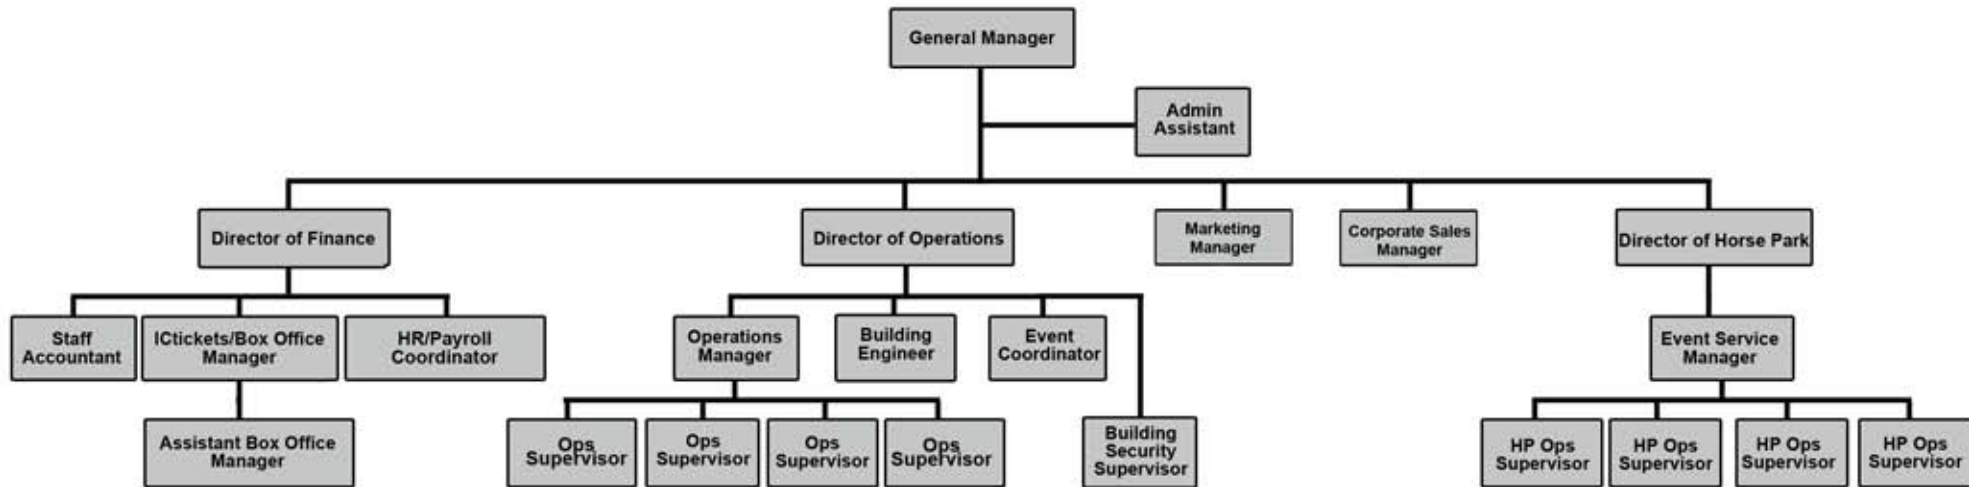 General Manager
Admin
Assistant
Director of Finance
Director of Operations
Marketing
Manager
Corporate Sales
Manager
Director of Horse Park
Staff
Accountant
ICtickets/Box Office
Manager
HR/Payroll
Coordinator
Operations
Manager
Building
Engineer
Event
Coordinator
Event Service
Manager
Assistant Box Office
Manager
Ops
Supervisor
Ops
Supervisor
Ops
Supervisor
Ops
Supervisor
Building
Security
Supervisor
HP Ops
Supervisor
HP Ops
Supervisor
HP Ops
Supervisor
HP Ops
Supervisor